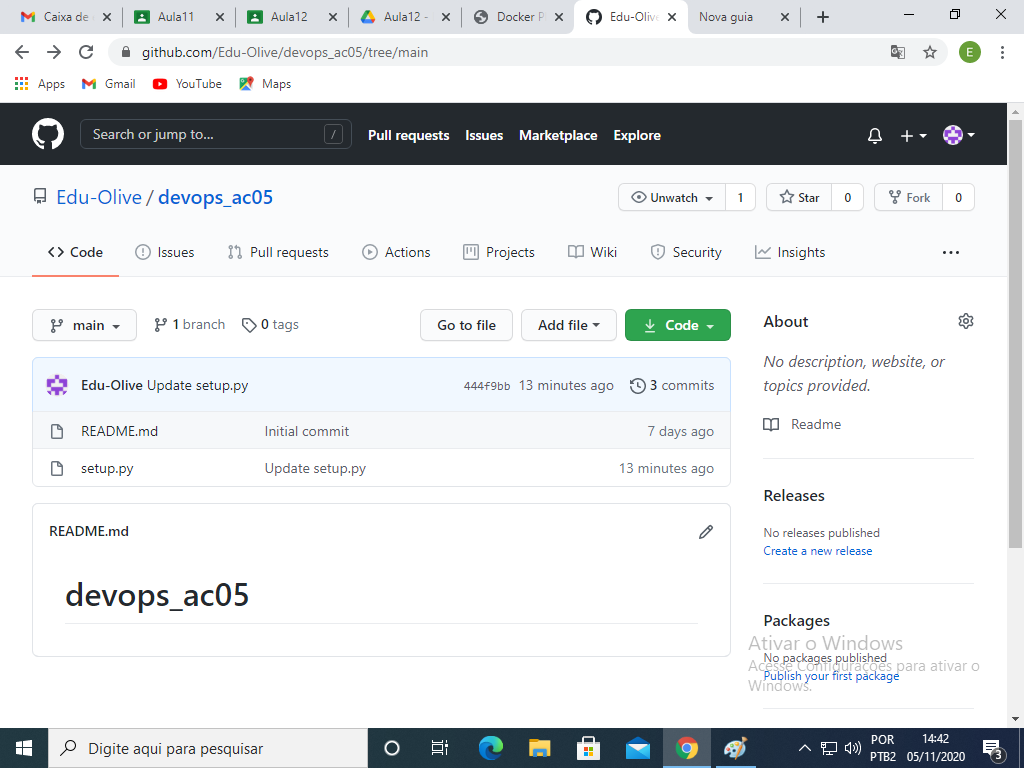 Caixa de
Aula11
Aula12
Aula12 -
Docker P
Edu-Olive
Nova guia
github.com/Edu-Olive/devops_ac05/tree/main
E
Apps
Gmail
YouTube
Maps
Search or jump to...
/
Pull requests
Issues
Marketplace
Explore
Edu-Olive / devops_ac05
Unwatch
1
Star
0
Fork
0
Code
Issues
Pull requests
Actions
Projects
Wiki
Security
Insights
main
1 branch
0 tags
Go to file
Add file
Code
Edu-Olive Update setup.py
444f9bb 13 minutes ago
3 commits
README.md Initial commit 7 days ago
setup.py Update setup.py 13 minutes ago
README.md
devops_ac05
About
No description, website, or
topics provided.
Readme
Releases
No releases published
Create a new release
Packages
No packages published
Publish your first package
Ativar o Windows
Acesse Configurações para ativar o
Windows.
Digite aqui para pesquisar
POR
PTB2
14:42
05/11/2020
3